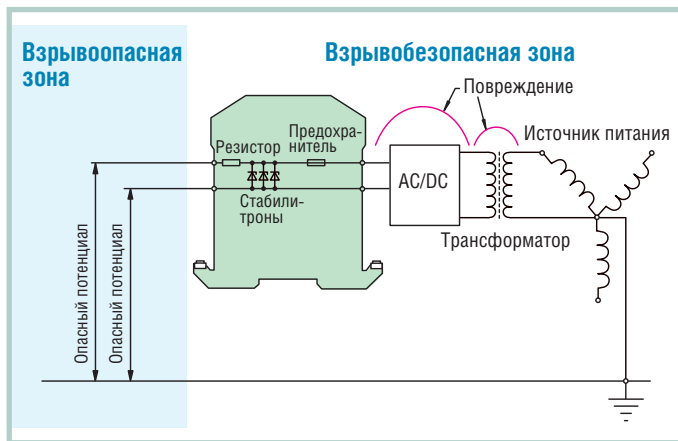 Взрывоопасная
зона
Взрывобезопасная зона
Повреждение
Источник питания
Предохра-
нитель
Резистор
AC/DC
Стабили-
троны
Трансформатор
Опасный потенциал
Опасный потенциал